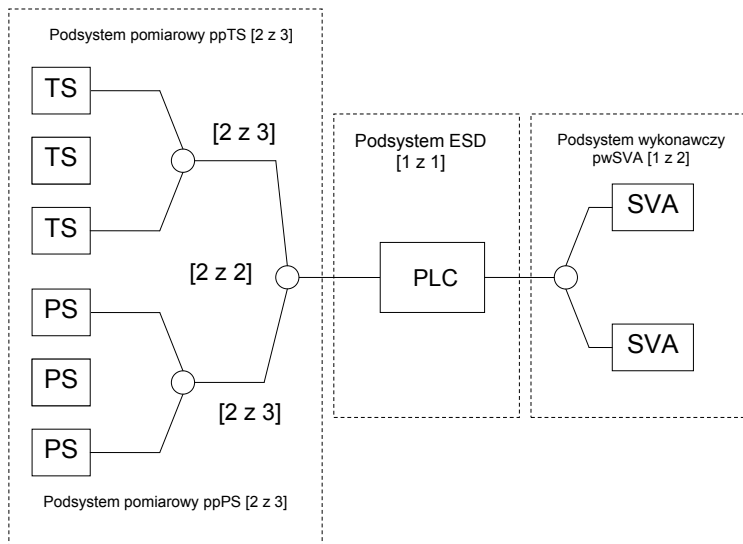 Podsystem pomiarowy ppTS [2 z 3]
TS
TS
TS
[2 z 3]
[2 z 2]
PS
PS
PS
[2 z 3]
Podsystem pomiarowy ppPS [2 z 3]
Podsystem ESD
[1 z 1]
PLC
Podsystem wykonawczy
pwSVA [1 z 2]
SVA
SVA